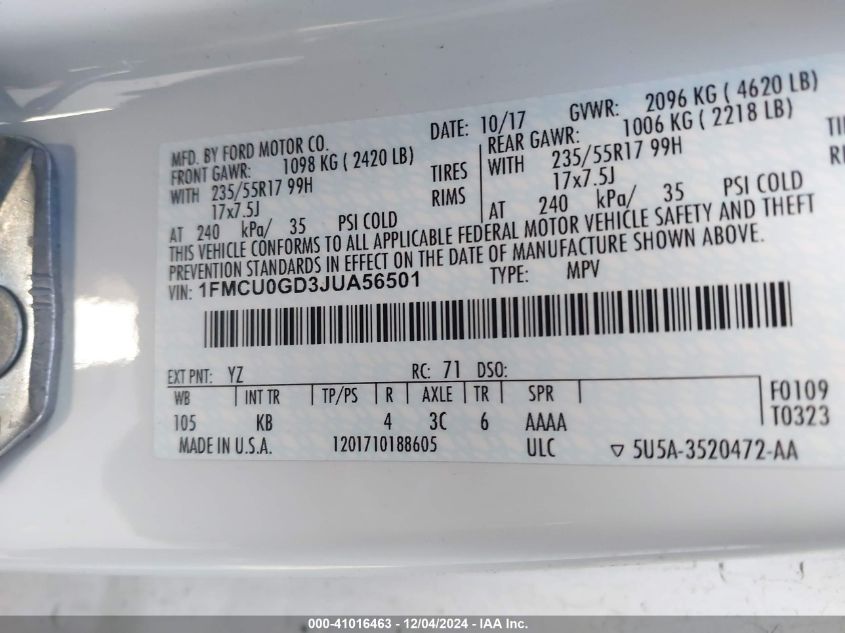 MFD. BY FORD MOTOR CO. DATE: 10/17 GVWR: 2096 KG ( 4620 LB)
FRONT GAWR: 1098 KG ( 2420 LB) REAR GAWR: 1006 KG ( 2218 LB)
WITH 235/55R17 99H TIRES WITH 235/55R17 99H
17x7.5J RIMS 17x7.5J
AT 240 kPa/ 35 PSI COLD AT 240 kPa/ 35 PSI COLD
THIS VEHICLE CONFORMS TO ALL APPLICABLE FEDERAL MOTOR VEHICLE SAFETY AND THEFT
PREVENTION STANDARDS IN EFFECT ON THE DATE OF MANUFACTURE SHOWN ABOVE.
VIN: 1FMCU0GD3JUA56501 TYPE: MPV
EXT PNT: YZ RC: 71 DSO:
WB INT TR TP/PS R AXLE TR SPR F0109
105 KB 4 3C 6 AAAA T0323
MADE IN U.S.A. 1201710188605 ULC ▽ 5U5A-3520472-AA
000-41016463 - 12/04/2024 - IAA Inc.